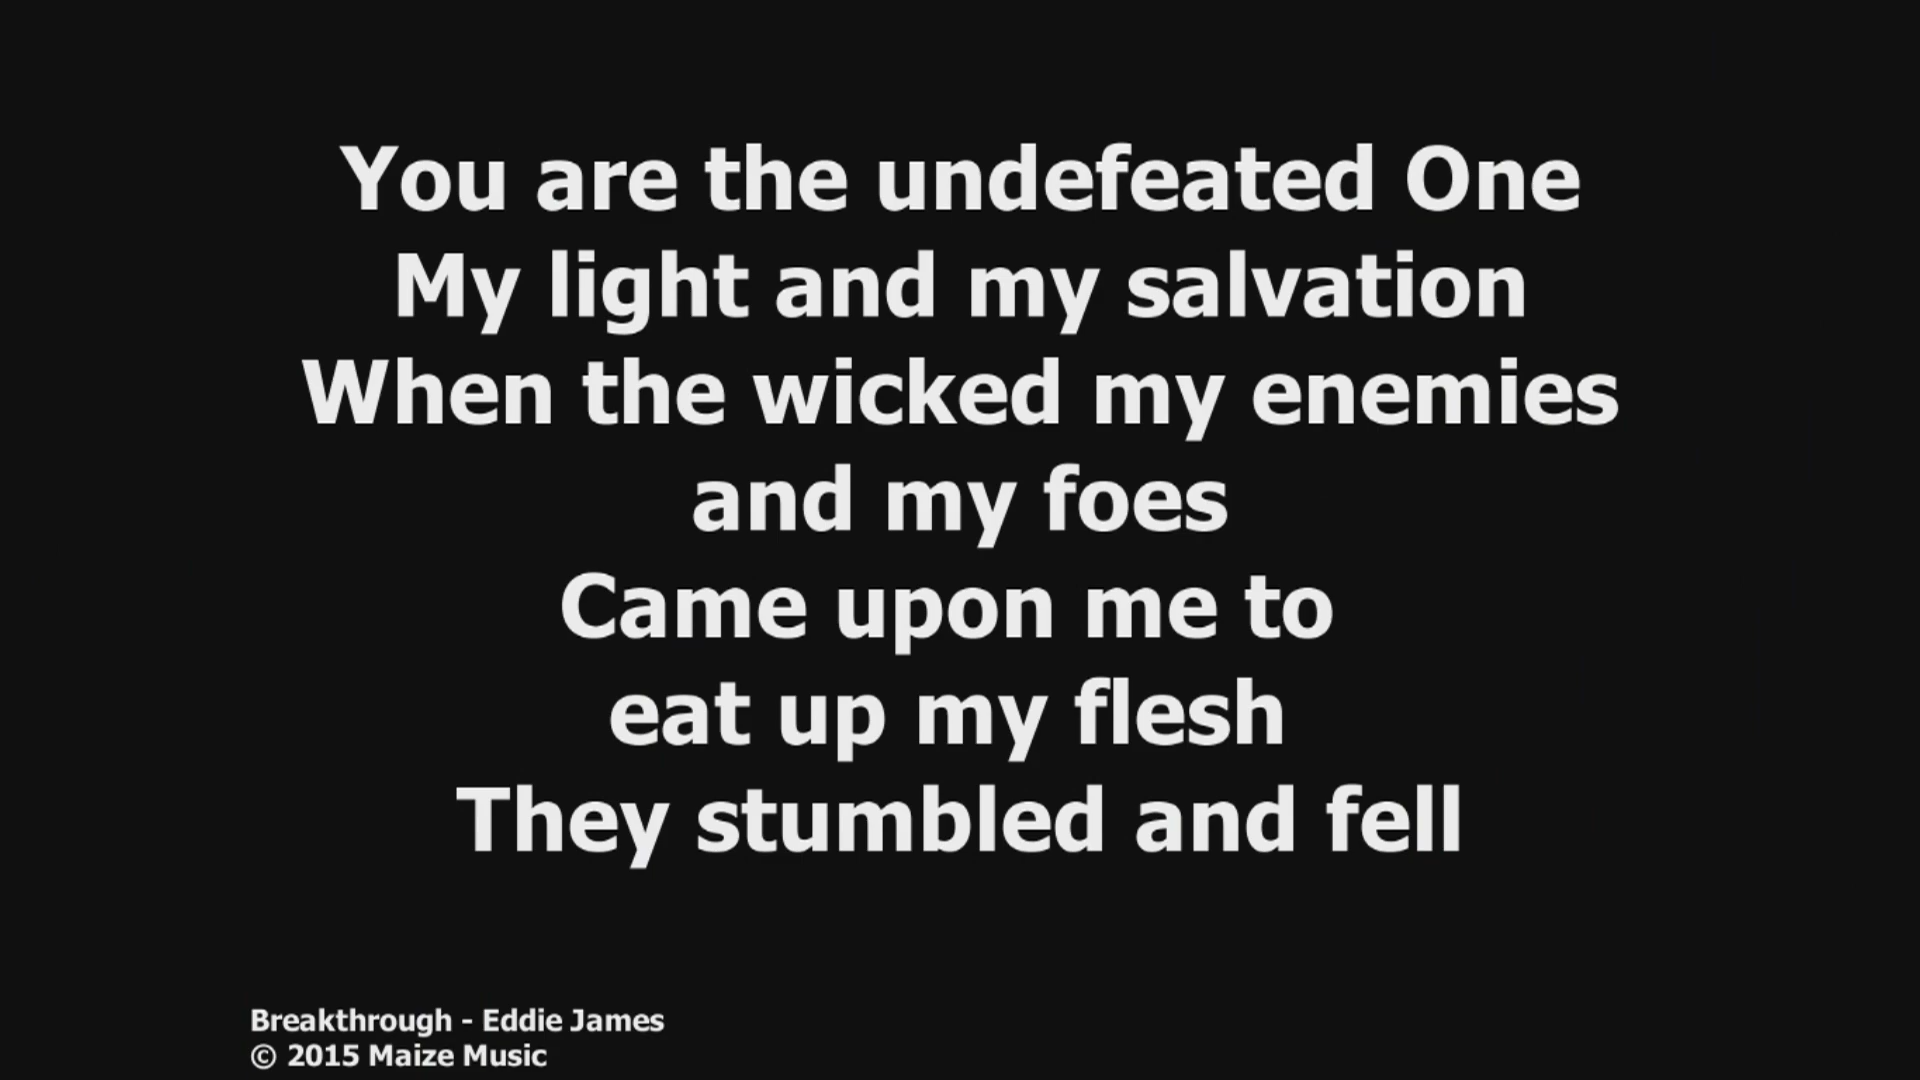 You are the undefeated One
My light and my salvation
When the wicked my enemies
and my foes
Came upon me to
eat up my flesh
They stumbled and fell
Breakthrough - Eddie James
© 2015 Maize Music